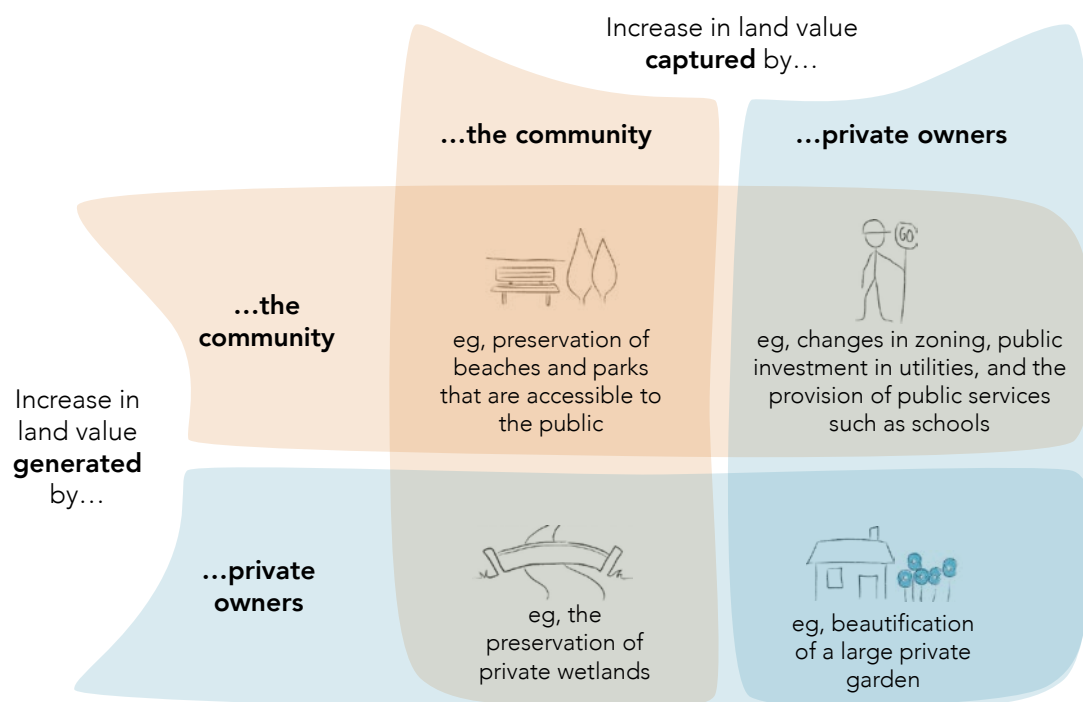 Increase in land value
captured by…
…the community
…private owners
GO
…the
community
eg, preservation of
beaches and parks
that are accessible to
the public
eg, changes in zoning, public
investment in utilities, and the
provision of public services
such as schools
Increase in
land value
generated
by…
…private
owners
eg, the
preservation of
private wetlands
eg, beautification
of a large private
garden